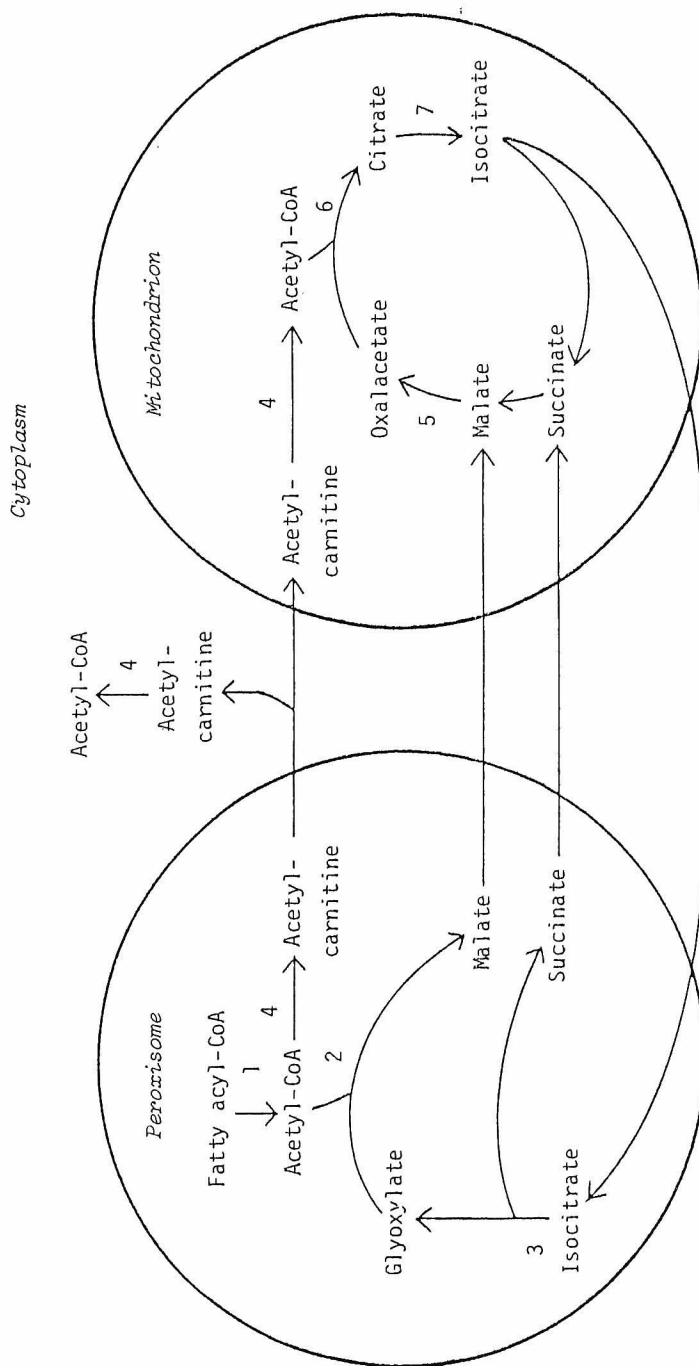 Cytoplasm
Peroxisome
Fatty acyl-CoA
1
Acetyl-CoA
4
Acetyl-
carnitine
2
Glyoxylate
Malate
3
Isocitrate
Succinate
Acetyl-CoA
4
Acetyl-
carnitine
Mitochondrion
Acetyl-
carnitine
4
Acetyl-CoA
6
Oxalacetate
Citrate
5
7
Malate
Isocitrate
Succinate